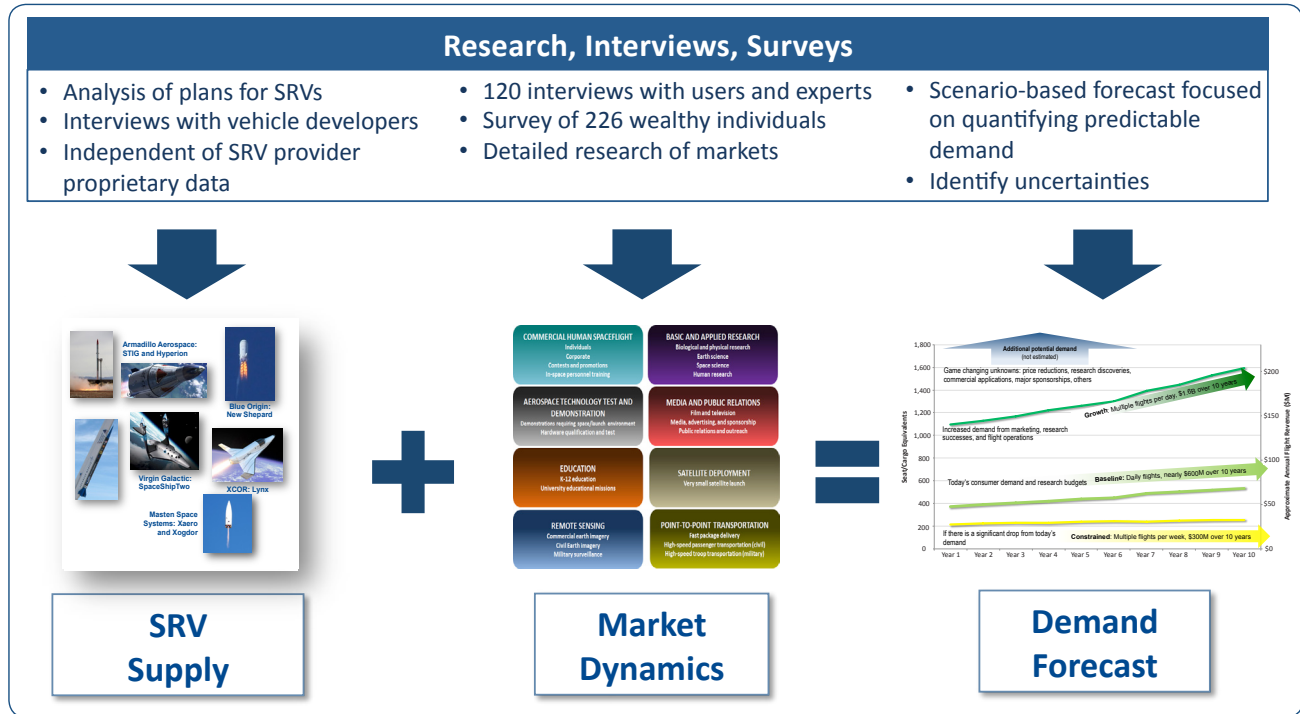 Research, Interviews, Surveys
• Analysis of plans for SRVs
• Interviews with vehicle developers
• Independent of SRV provider
proprietary data
• 120 interviews with users and experts
• Survey of 226 wealthy individuals
• Detailed research of markets
• Scenario-based forecast focused
on quantifying predictable
demand
• Identify uncertainties
Armadillo Aerospace:
STIG and Hyperion
Blue Origin:
New Shepard
Virgin Galactic:
SpaceShipTwo
XCOR: Lynx
Masten Space
Systems: Xaero
and Xogdor
SRV
Supply
COMMERCIAL HUMAN SPACEFLIGHT
Individuals
Corporate
Contests and promotions
In-space personnel training
BASIC AND APPLIED RESEARCH
Biological and physical research
Earth science
Space science
Human research
AEROSPACE TECHNOLOGY TEST AND
DEMONSTRATION
Demonstrations requiring space/launch environment
Hardware qualification and test
MEDIA AND PUBLIC RELATIONS
Film and television
Media, advertising, and sponsorship
Public relations and outreach
EDUCATION
K-12 education
University educational missions
SATELLITE DEPLOYMENT
Very small satellite launch
REMOTE SENSING
Commercial earth imagery
Civil Earth imagery
Military surveillance
POINT-TO-POINT TRANSPORTATION
Fast package delivery
High-speed passenger transportation (civil)
High-speed troop transportation (military)
Market
Dynamics
Additional potential demand
(not estimated)
Game changing unknowns: price reductions, research discoveries,
commercial applications, major sponsorships, others
Growth: Multiple flights per day, $1.6B over 10 years
Increased demand from marketing, research
successes, and flight operations
Baseline: Daily flights, nearly $600M over 10 years
Today's consumer demand and research budgets
If there is a significant drop from today's
demand
Constrained: Multiple flights per week, $300M over 10 years
Seat/Cargo Equivalents
1,800
1,600
1,400
1,200
1,000
800
600
400
200
0
Year 1 Year 2 Year 3 Year 4 Year 5 Year 6 Year 7 Year 8 Year 9 Year 10
$200
$150
$100
$50
$0
Approximate Annual Flight Revenue ($M)
Demand
Forecast